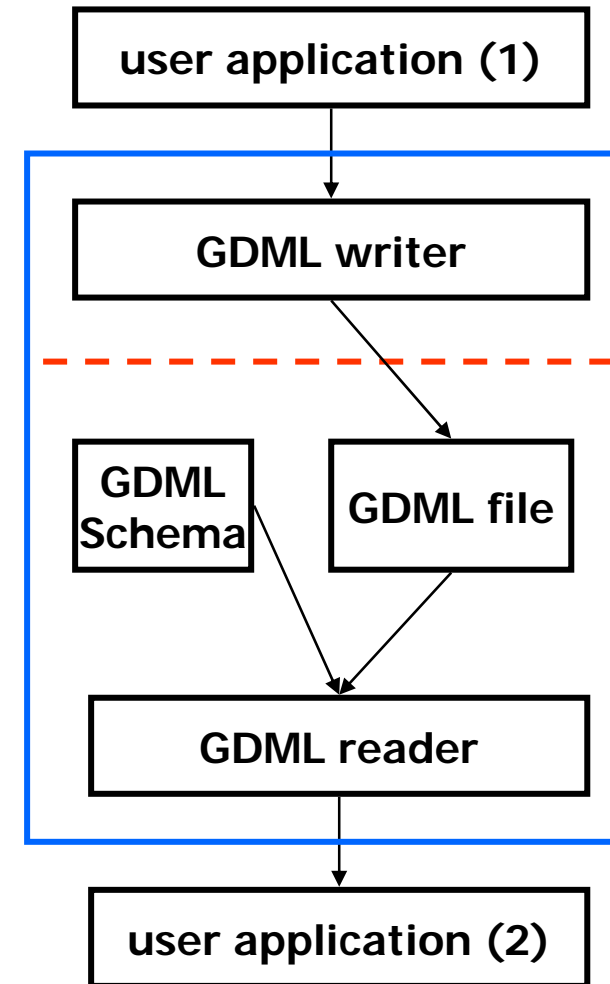 user application (1)
GDML writer
GDML
Schema
GDML file
GDML reader
user application (2)